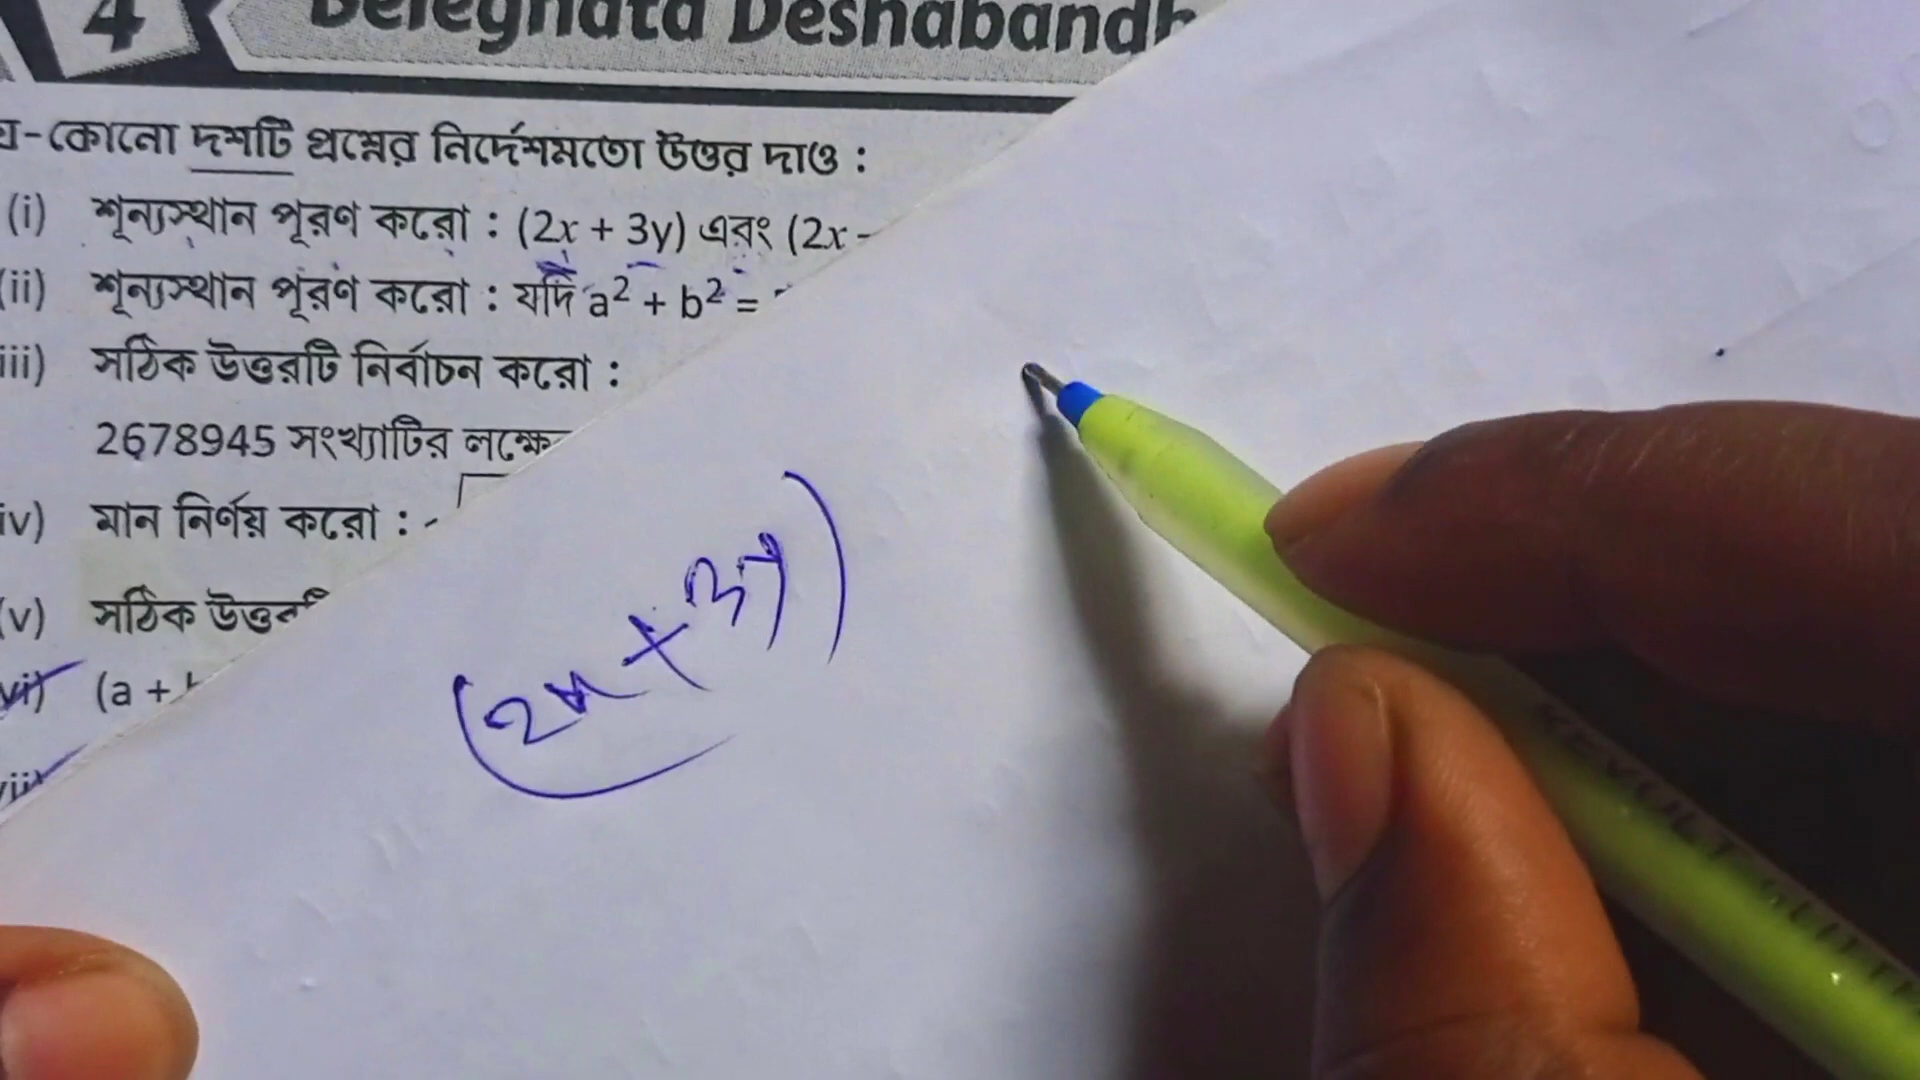 4
Beleghata Deshabandh
য-কোনো দশটি প্রশ্নের নির্দেশমতো উত্তর দাও :
(i) শূন্যস্থান পূরণ করো : (2x + 3y) এবং (2x -
(ii) শূন্যস্থান পূরণ করো : যদি a² + b² =
iii) সঠিক উত্তরটি নির্বাচন করো :
2678945 সংখ্যাটির
iv) মান নির্ণয় করো : -
(v) সঠিক
vi) (a +
vii)
(2x + 3y)